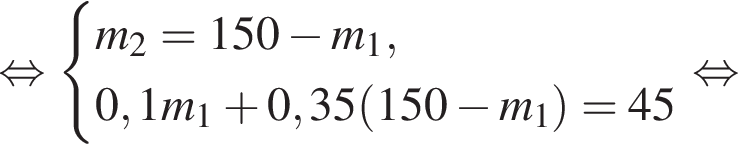 ⇔ { m₂ = 150 − m₁,
0,1m₁ + 0,35(150 − m₁) = 45 ⇔